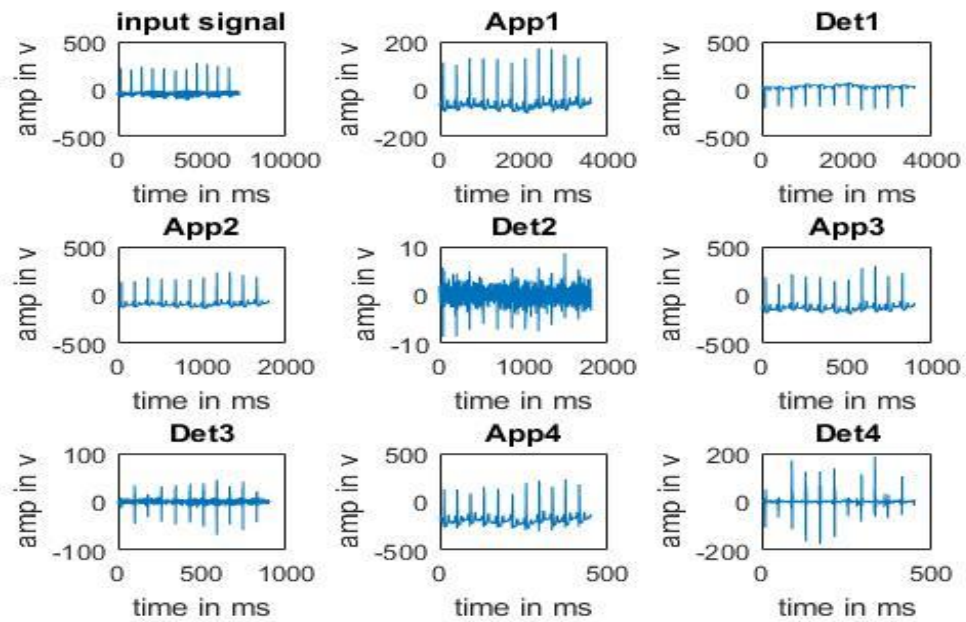 input signal
500
0
-500
0 5000 10000
time in ms
amp in v
App1
200
0
-200
0 2000 4000
time in ms
amp in v
Det1
500
0
-500
0 2000 4000
time in ms
amp in v
App2
500
0
-500
0 1000 2000
time in ms
amp in v
Det2
10
0
-10
0 1000 2000
time in ms
amp in v
App3
500
0
-500
0 500 1000
time in ms
amp in v
Det3
100
0
-100
0 500 1000
time in ms
amp in v
App4
500
0
-500
0 500
time in ms
amp in v
Det4
200
0
-200
0 500
time in ms
amp in v